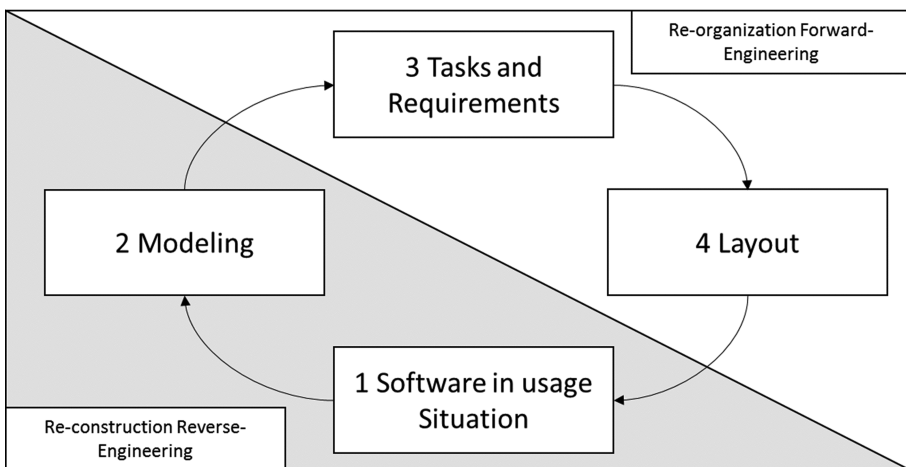 Re-organization Forward-
Engineering
3 Tasks and
Requirements
2 Modeling
4 Layout
1 Software in usage
Situation
Re-construction Reverse-
Engineering